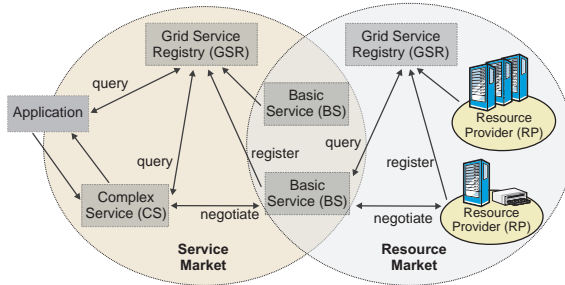 Grid Service
Registry (GSR)
Grid Service
Registry (GSR)
query
Application
Basic
Service (BS)
Resource
Provider (RP)
query
register
query
register
Complex
Service (CS)
Basic
Service (BS)
negotiate
negotiate
Resource
Provider (RP)
Service
Market
Resource
Market